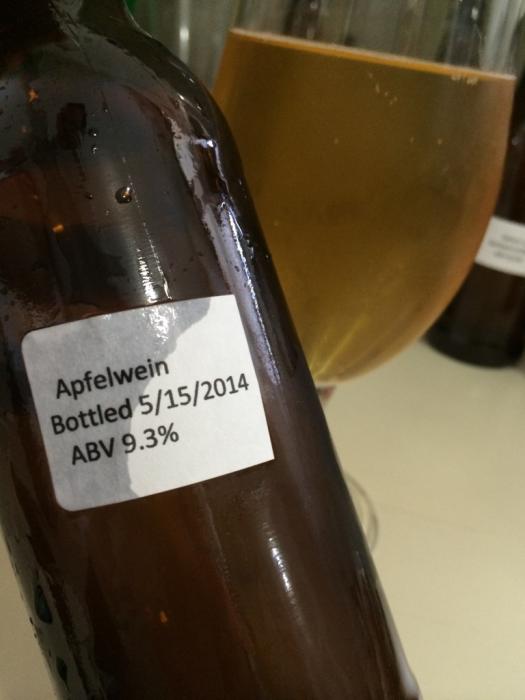 Apfelwein
Bottled 5/15/2014
ABV 9.3%